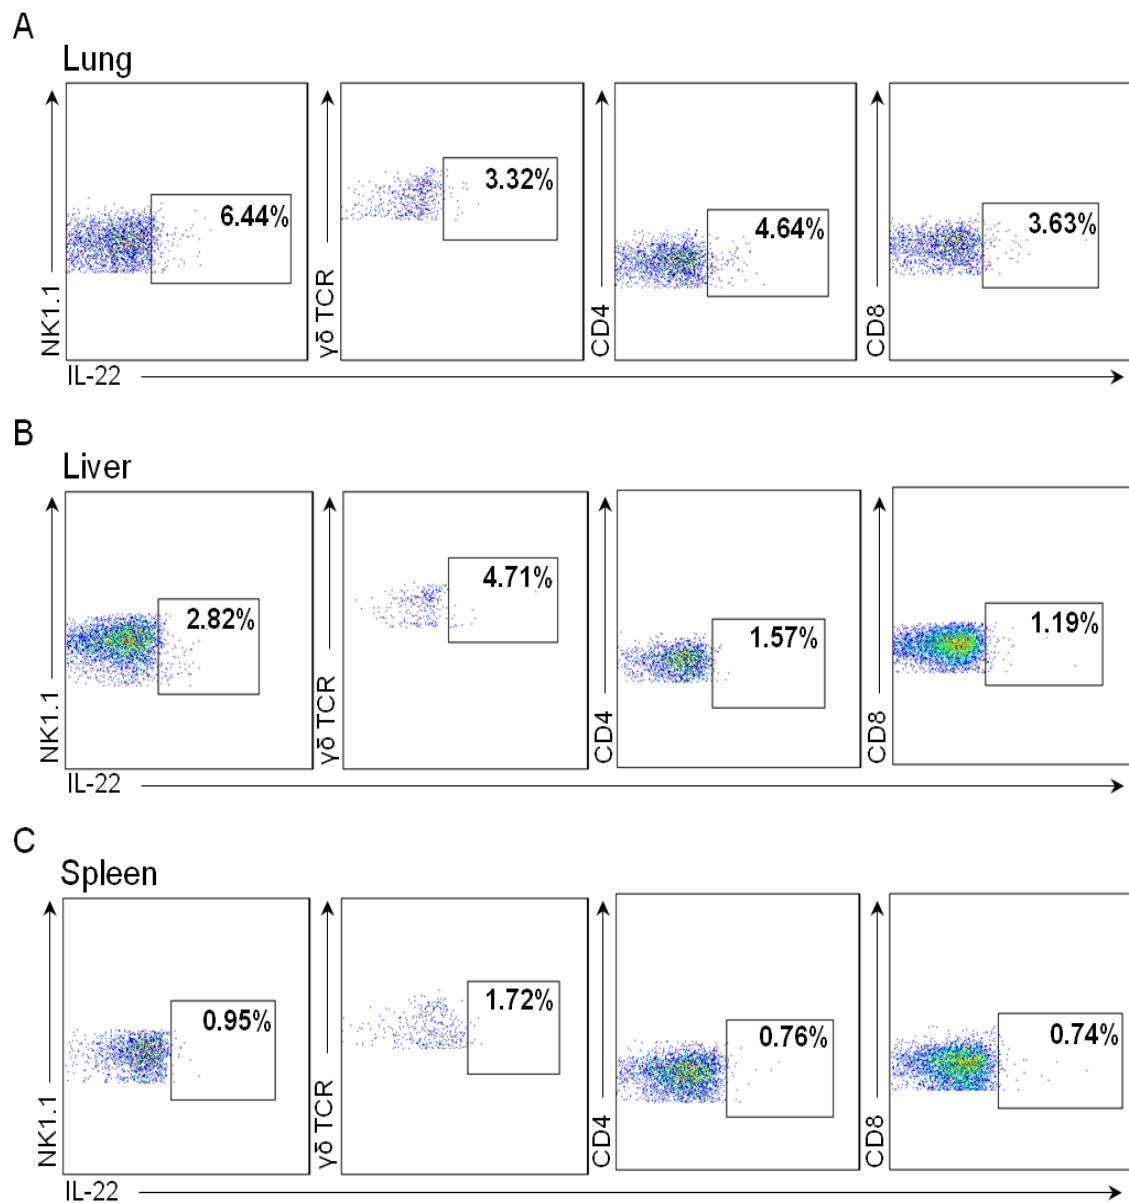 A
Lung
NK1.1
6.44%
γδ TCR
3.32%
CD4
4.64%
CD8
3.63%
IL-22
B
Liver
NK1.1
2.82%
γδ TCR
4.71%
CD4
1.57%
CD8
1.19%
IL-22
C
Spleen
NK1.1
0.95%
γδ TCR
1.72%
CD4
0.76%
CD8
0.74%
IL-22